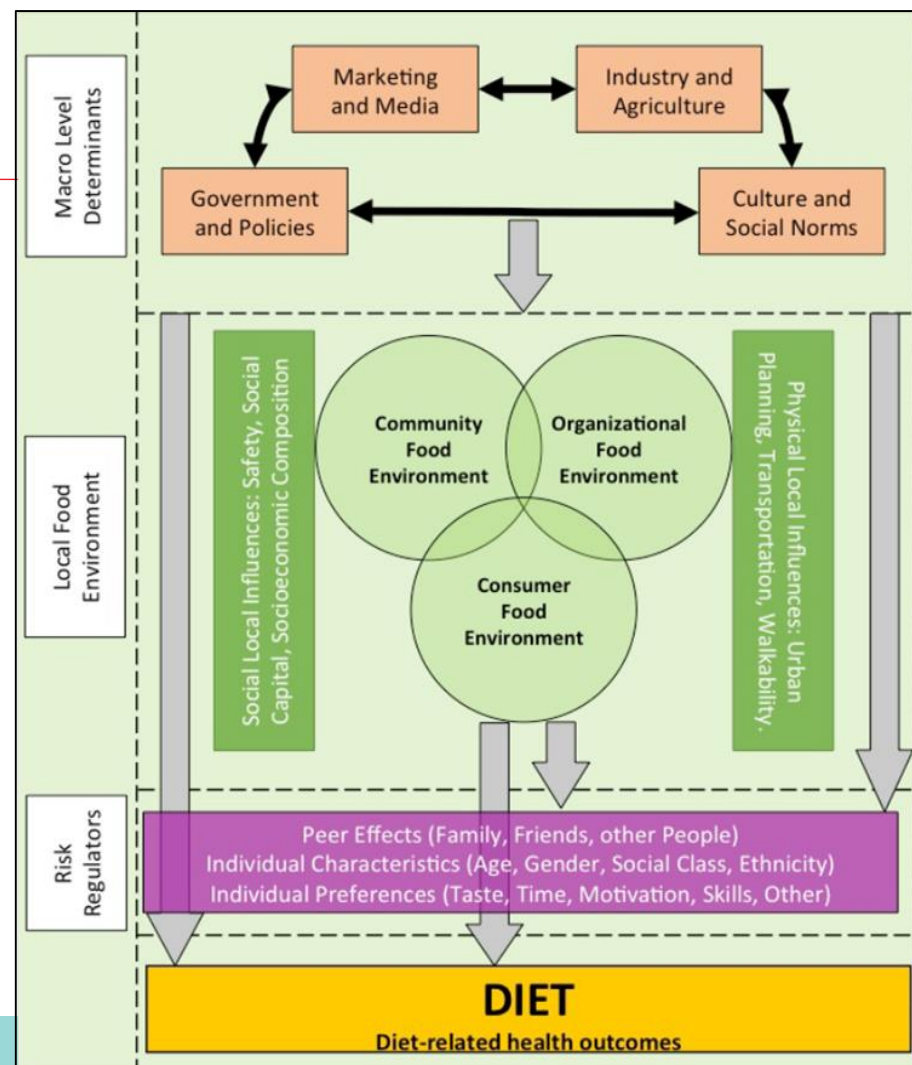 Macro Level
Determinants
Marketing
and Media
Industry and
Agriculture
Government
and Policies
Culture and
Social Norms
Local Food
Environment
Social Local Influences: Safety, Social
Capital, Socioeconomic Composition
Community
Food
Environment
Organizational
Food
Environment
Consumer
Food
Environment
Physical Local Influences: Urban
Planning, Transportation, Walkability.
Risk
Regulators
Peer Effects (Family, Friends, other People)
Individual Characteristics (Age, Gender, Social Class, Ethnicity)
Individual Preferences (Taste, Time, Motivation, Skills, Other)
DIET
Diet-related health outcomes